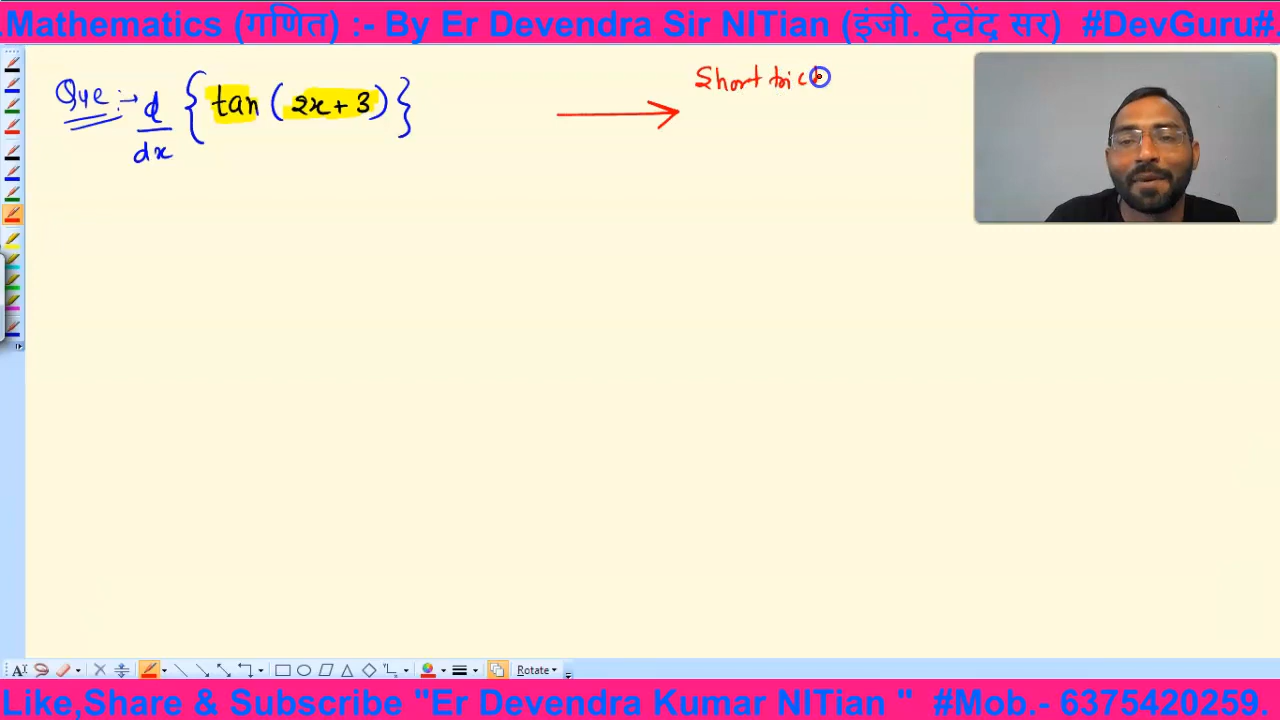 .Mathematics (गणित) :- By Er Devendra Sir NITian (इंजी. देवेंद्र सर)  #DevGuru#.
Que :→ d/dx { tan (2x+3) }
Short tric
Rotate
Like,Share & Subscribe "Er Devendra Kumar NITian "  #Mob.- 6375420259.